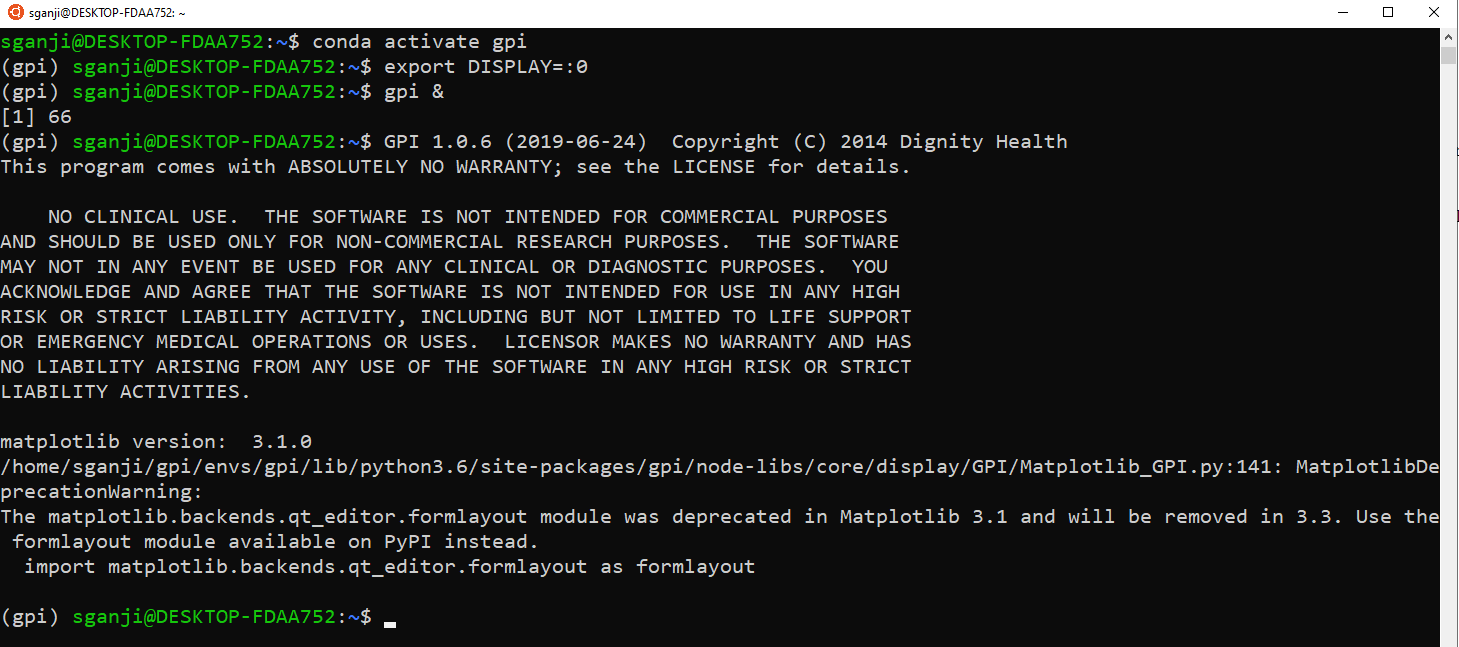 sganji@DESKTOP-FDAA752: ~
sganji@DESKTOP-FDAA752:~$ conda activate gpi
(gpi) sganji@DESKTOP-FDAA752:~$ export DISPLAY=:0
(gpi) sganji@DESKTOP-FDAA752:~$ gpi &
[1] 66
(gpi) sganji@DESKTOP-FDAA752:~$ GPI 1.0.6 (2019-06-24)  Copyright (C) 2014 Dignity Health
This program comes with ABSOLUTELY NO WARRANTY; see the LICENSE for details.
    NO CLINICAL USE.  THE SOFTWARE IS NOT INTENDED FOR COMMERCIAL PURPOSES
AND SHOULD BE USED ONLY FOR NON-COMMERCIAL RESEARCH PURPOSES.  THE SOFTWARE
MAY NOT IN ANY EVENT BE USED FOR ANY CLINICAL OR DIAGNOSTIC PURPOSES.  YOU
ACKNOWLEDGE AND AGREE THAT THE SOFTWARE IS NOT INTENDED FOR USE IN ANY HIGH
RISK OR STRICT LIABILITY ACTIVITY, INCLUDING BUT NOT LIMITED TO LIFE SUPPORT
OR EMERGENCY MEDICAL OPERATIONS OR USES.  LICENSOR MAKES NO WARRANTY AND HAS
NO LIABILITY ARISING FROM ANY USE OF THE SOFTWARE IN ANY HIGH RISK OR STRICT
LIABILITY ACTIVITIES.
matplotlib version:  3.1.0
/home/sganji/gpi/envs/gpi/lib/python3.6/site-packages/gpi/node-libs/core/display/GPI/Matplotlib_GPI.py:141: MatplotlibDe
precationWarning:
The matplotlib.backends.qt_editor.formlayout module was deprecated in Matplotlib 3.1 and will be removed in 3.3. Use the
 formlayout module available on PyPI instead.
  import matplotlib.backends.qt_editor.formlayout as formlayout
(gpi) sganji@DESKTOP-FDAA752:~$